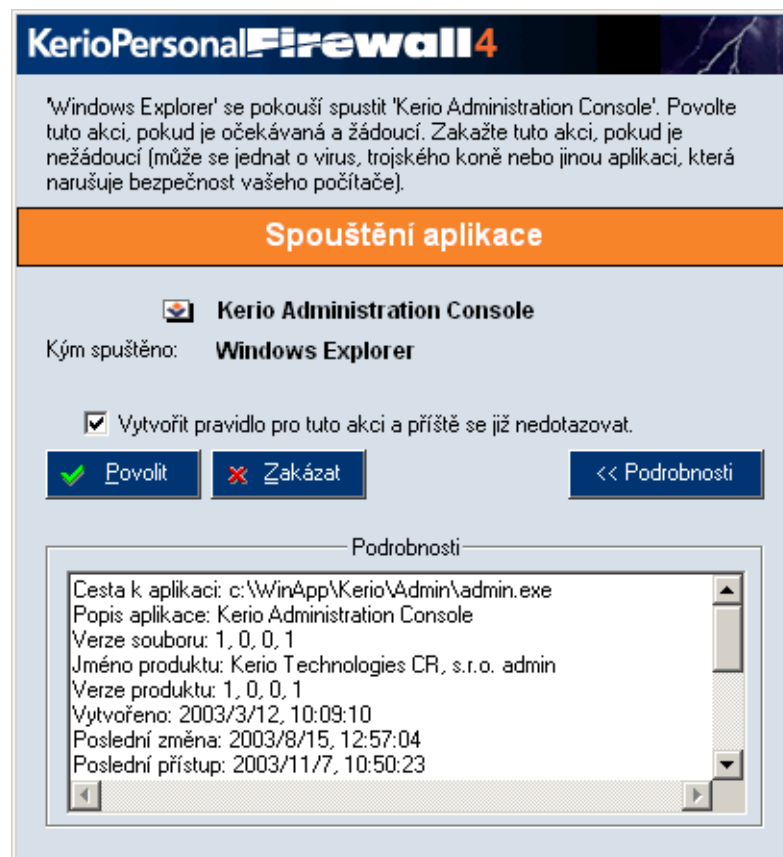 KerioPersonalFirewall4
'Windows Explorer' se pokouší spustit 'Kerio Administration Console'. Povolte
tuto akci, pokud je očekávaná a žádoucí. Zakažte tuto akci, pokud je
nežádoucí (může se jednat o virus, trojského koně nebo jinou aplikaci, která
narušuje bezpečnost vašeho počítače).
Spouštění aplikace
Kerio Administration Console
Kým spuštěno: Windows Explorer
Vytvořit pravidlo pro tuto akci a příště se již nedotazovat.
Povolit Zakázat << Podrobnosti
Podrobnosti
Cesta k aplikaci: c:\WinApp\Kerio\Admin\admin.exe
Popis aplikace: Kerio Administration Console
Verze souboru: 1, 0, 0, 1
Jméno produktu: Kerio Technologies CR, s.r.o. admin
Verze produktu: 1, 0, 0, 1
Vytvořeno: 2003/3/12, 10:09:10
Poslední změna: 2003/8/15, 12:57:04
Poslední přístup: 2003/11/7, 10:50:23